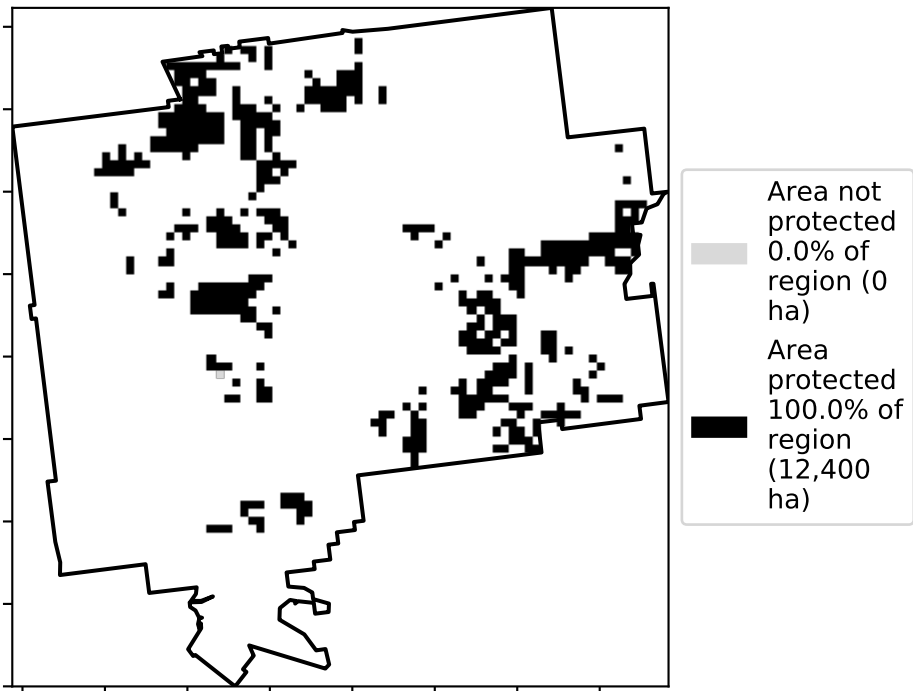 Area not
protected
0.0% of
region (0
ha)
Area
protected
100.0% of
region
(12,400
ha)